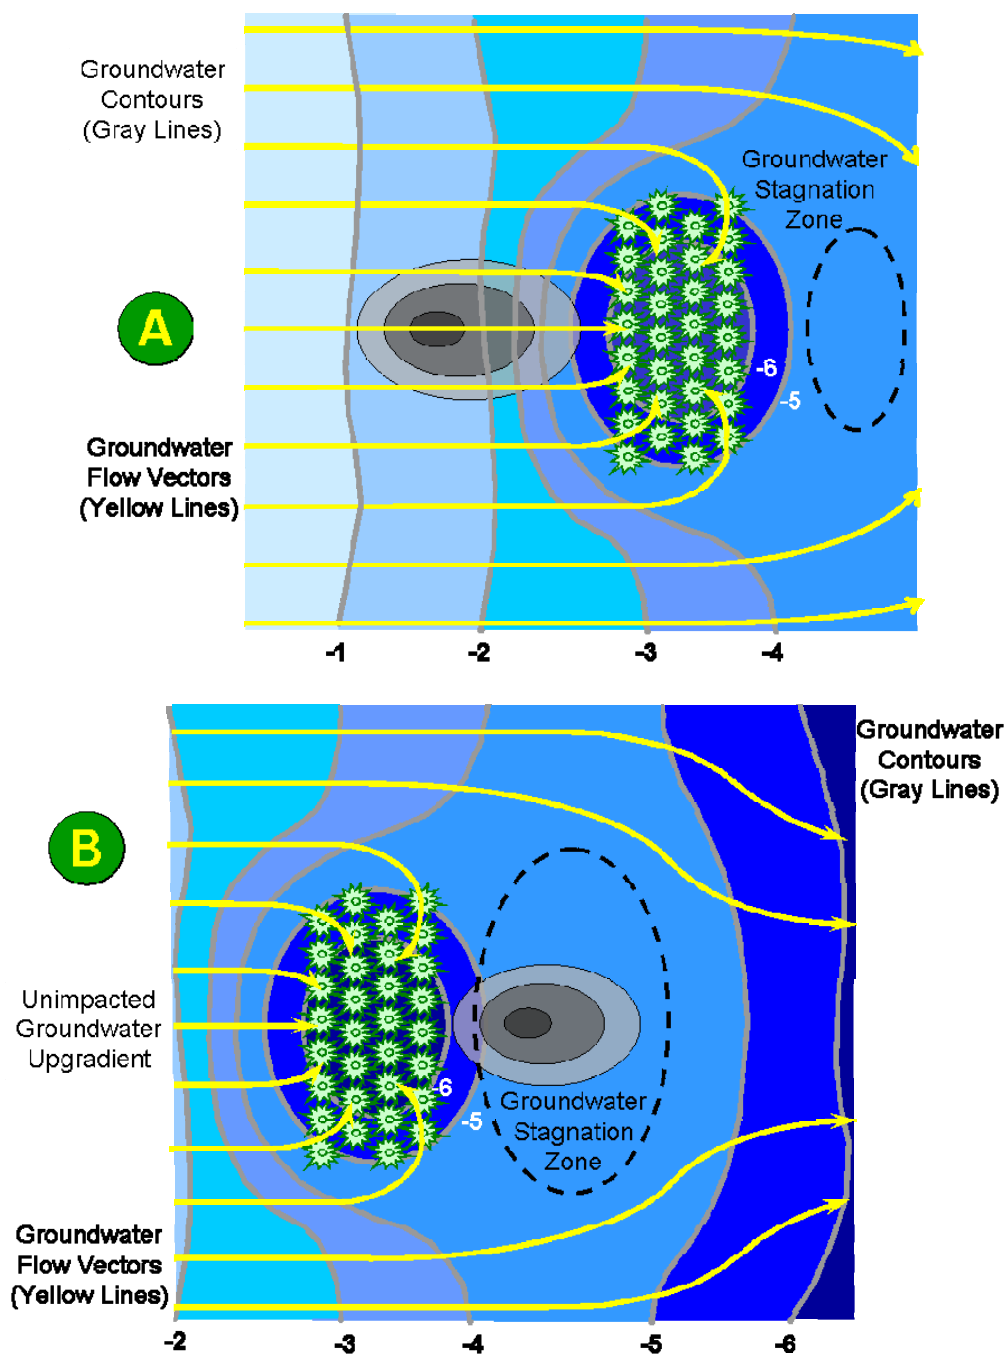 Groundwater
Contours
(Gray Lines)
Groundwater
Stagnation
Zone
A
-6
-5
Groundwater
Flow Vectors
(Yellow Lines)
-1
-2
-3
-4
Groundwater
Contours
(Gray Lines)
B
Unimpacted
Groundwater
Upgradient
-6
-5
Groundwater
Stagnation
Zone
Groundwater
Flow Vectors
(Yellow Lines)
-2
-3
-4
-5
-6